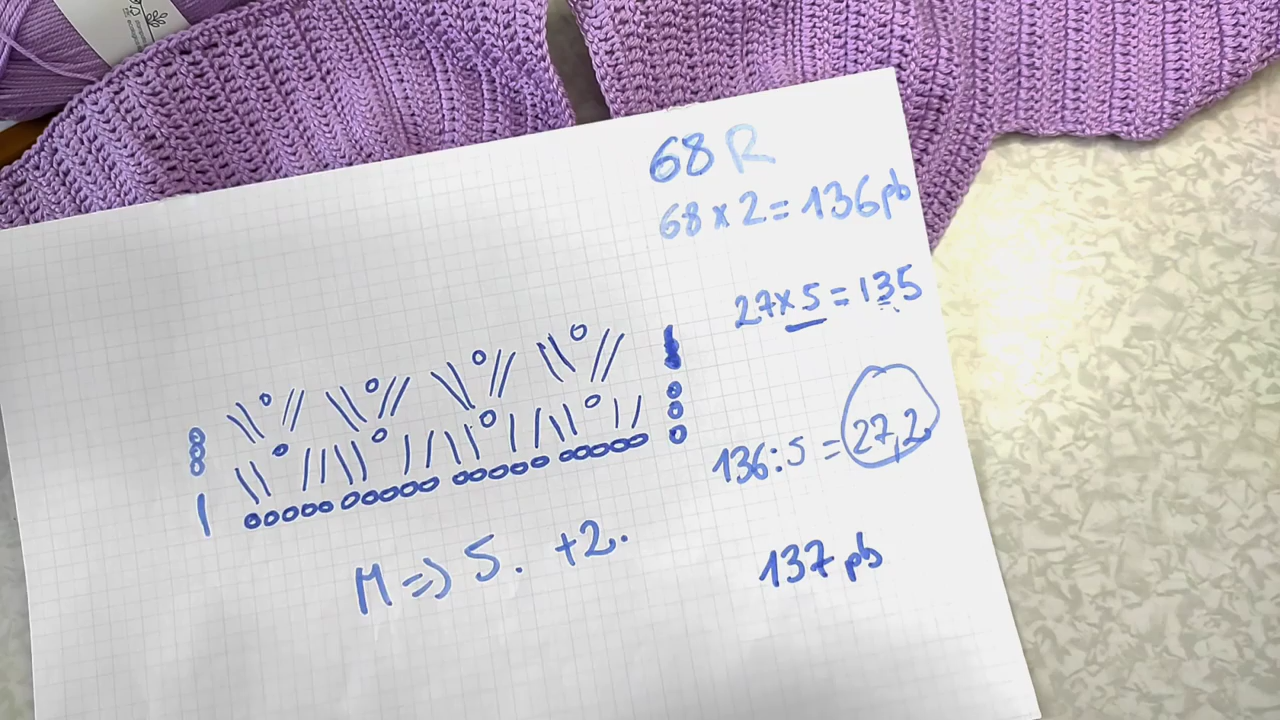 68 R
68 x 2 = 136 pb
27 x 5 = 135
136 : 5 = 27,2
M => 5. +2.
137 pb